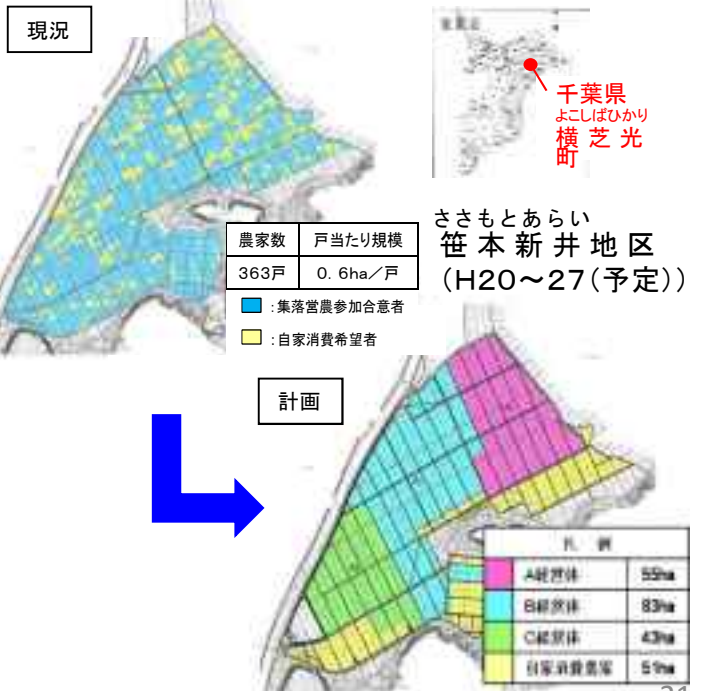 現況
千葉県
よこしばひかり
横芝光
町
ささもとあらい
笹本新井地区
(H20~27(予定))
農家数 戸当たり規模
363戸 0.6ha/戸
:集落営農参加合意者
:自家消費希望者
計画
凡例
A経営体 55ha
B経営体 83ha
C経営体 43ha
自家消費農家 51ha